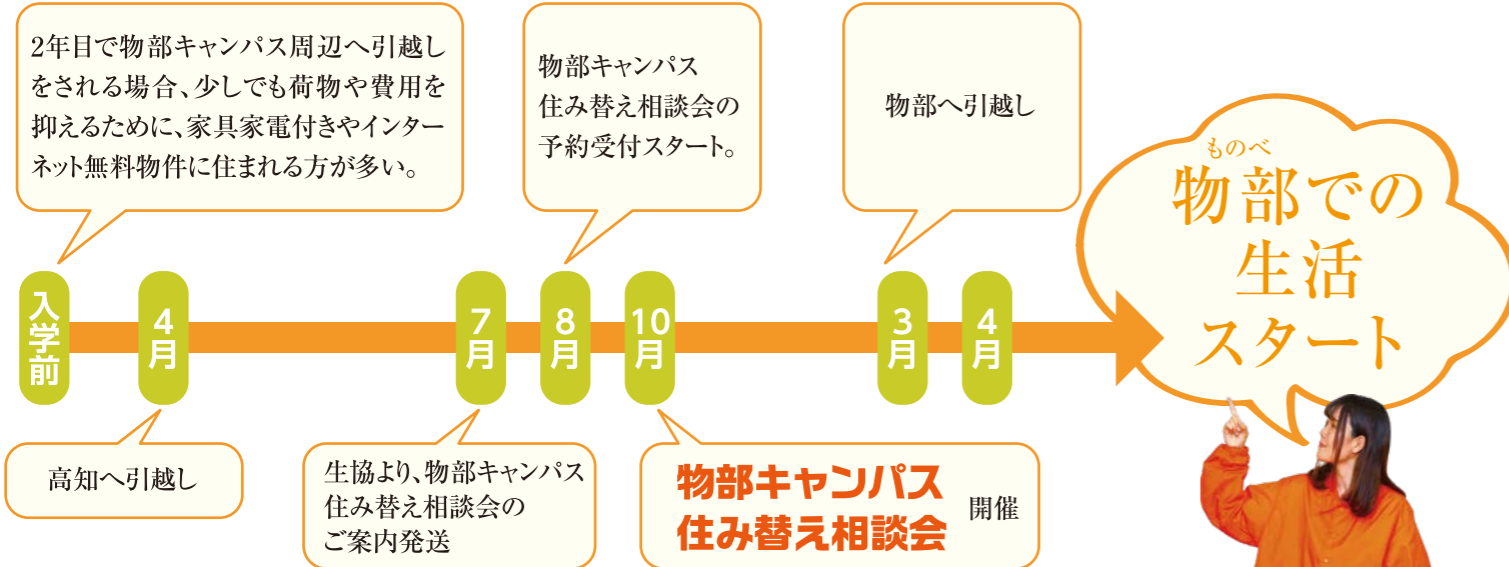 2年目で物部キャンパス周辺へ引越し
をされる場合、少しでも荷物や費用を
抑えるために、家具家電付きやインター
ネット無料物件に住まれる方が多い。
物部キャンパス
住み替え相談会の
予約受付スタート。
物部へ引越し
ものべ
物部での
生活
スタート
入学前
4月
7月
8月
10月
3月
4月
高知へ引越し
生協より、物部キャンパス
住み替え相談会の
ご案内発送
物部キャンパス
住み替え相談会
開催